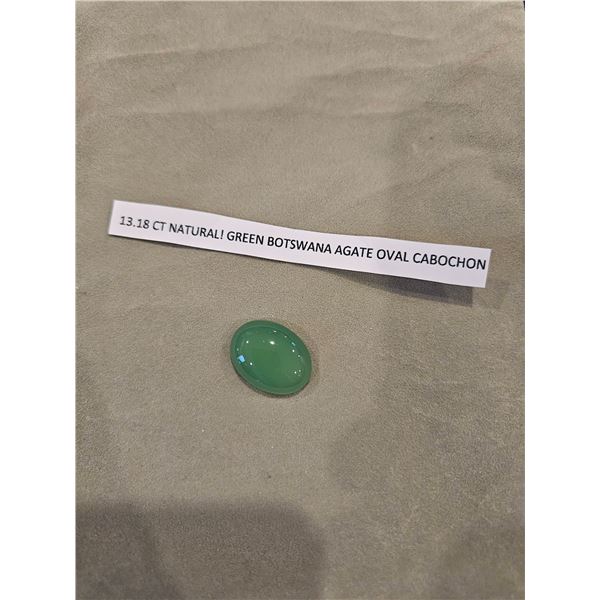 13.18 CT NATURAL! GREEN BOTSWANA AGATE OVAL CABOCHON